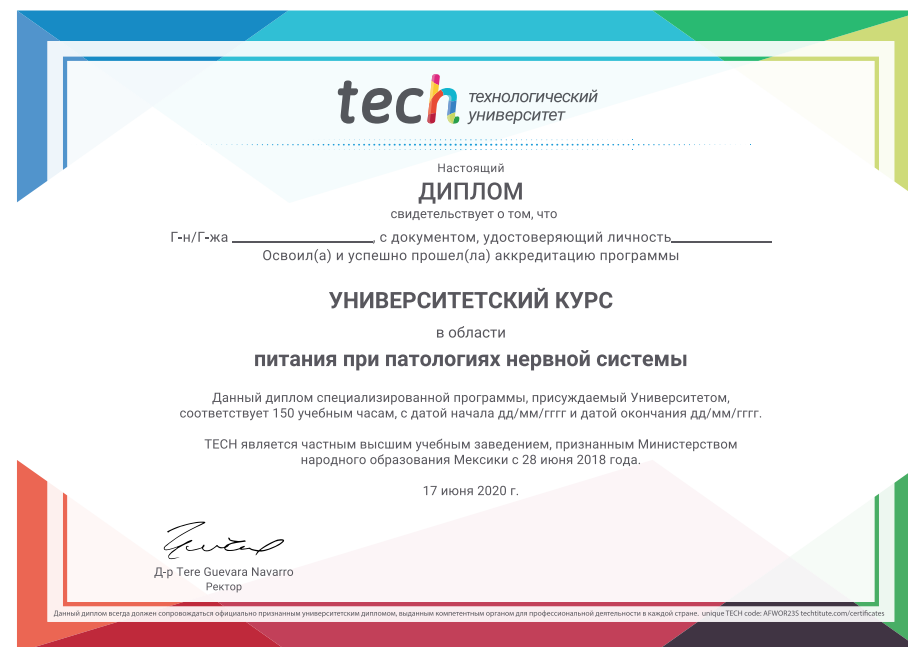 tech технологический
университет
Настоящий
ДИПЛОМ
свидетельствует о том, что
Г-н/Г-жа ____________, с документом, удостоверяющий личность____________
Освоил(а) и успешно прошел(ла) аккредитацию программы
УНИВЕРСИТЕТСКИЙ КУРС
в области
питания при патологиях нервной системы
Данный диплом специализированной программы, присуждаемый Университетом,
соответствует 150 учебным часам, с датой начала дд/мм/гггг и датой окончания дд/мм/гггг.
TECH является частным высшим учебным заведением, признанным Министерством
народного образования Мексики с 28 июня 2018 года.
17 июня 2020 г.
Д-р Tere Guevara Navarro
Ректор
Данный диплом всегда должен сопровождаться официально признанным университетским дипломом, выданным компетентным органом для профессиональной деятельности в каждой стране. unique TECH code: AFWOR23S techtitute.com/certificates